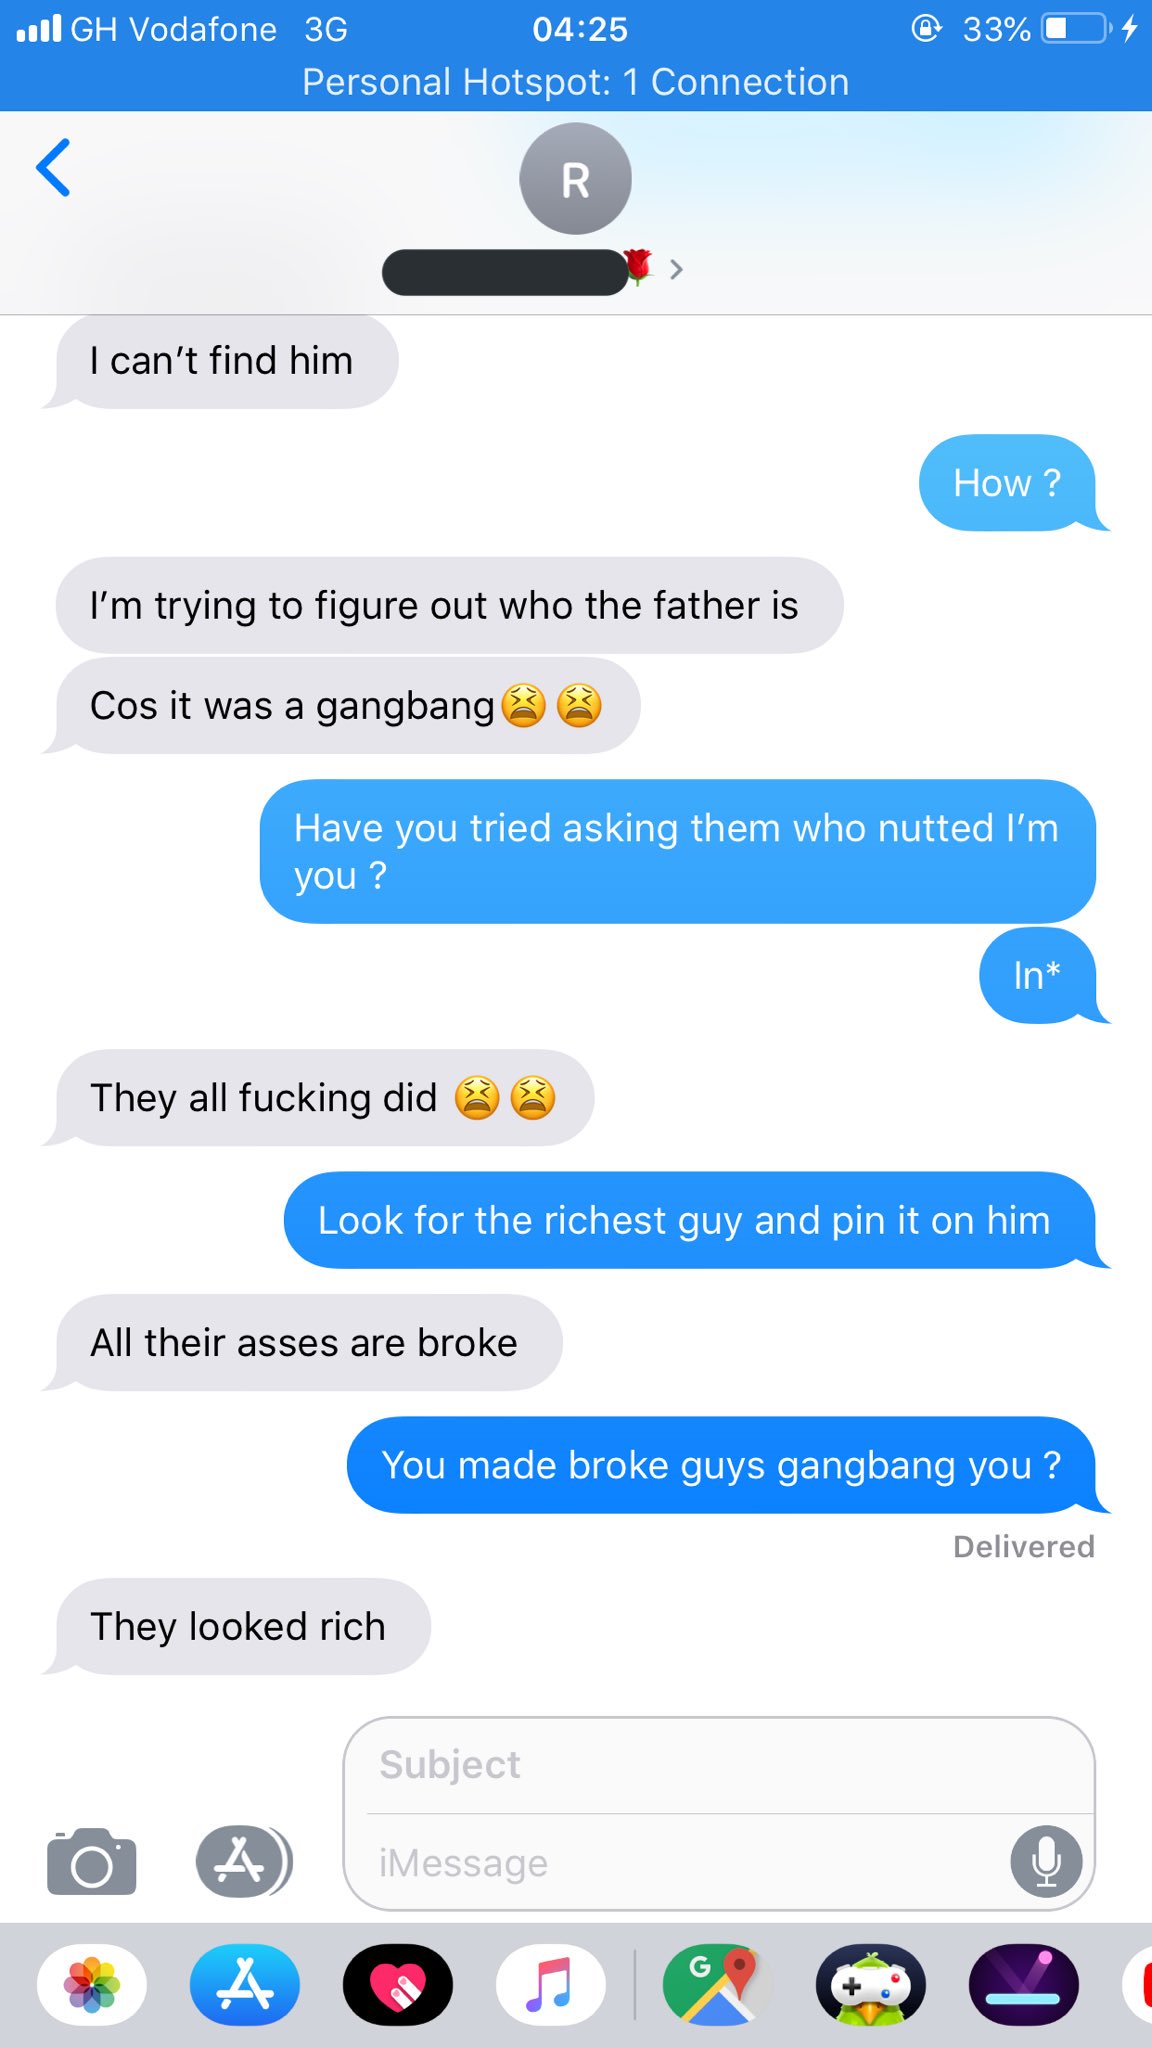 GH Vodafone 3G 04:25 33%
Personal Hotspot: 1 Connection
R
I can't find him
How ?
I'm trying to figure out who the father is
Cos it was a gangbang😫😫
Have you tried asking them who nutted I'm
you ?
In*
They all fucking did 😫😫
Look for the richest guy and pin it on him
All their asses are broke
You made broke guys gangbang you ?
Delivered
They looked rich
Subject
iMessage
G